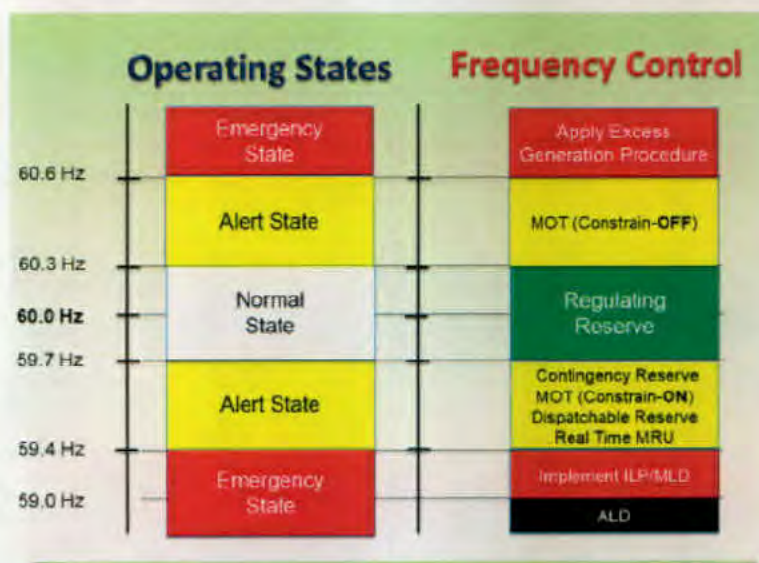 Operating States
Frequency Control
Emergency
State
Apply Excess
Generation Procedure
60.6 Hz
Alert State
MOT (Constrain-OFF)
60.3 Hz
Normal
State
Regulating
Reserve
60.0 Hz
59.7 Hz
Alert State
Contingency Reserve
MOT (Constrain-ON)
Dispatchable Reserve
Real Time MRU
59.4 Hz
Emergency
State
Implement ILP/MLD
59.0 Hz
ALD